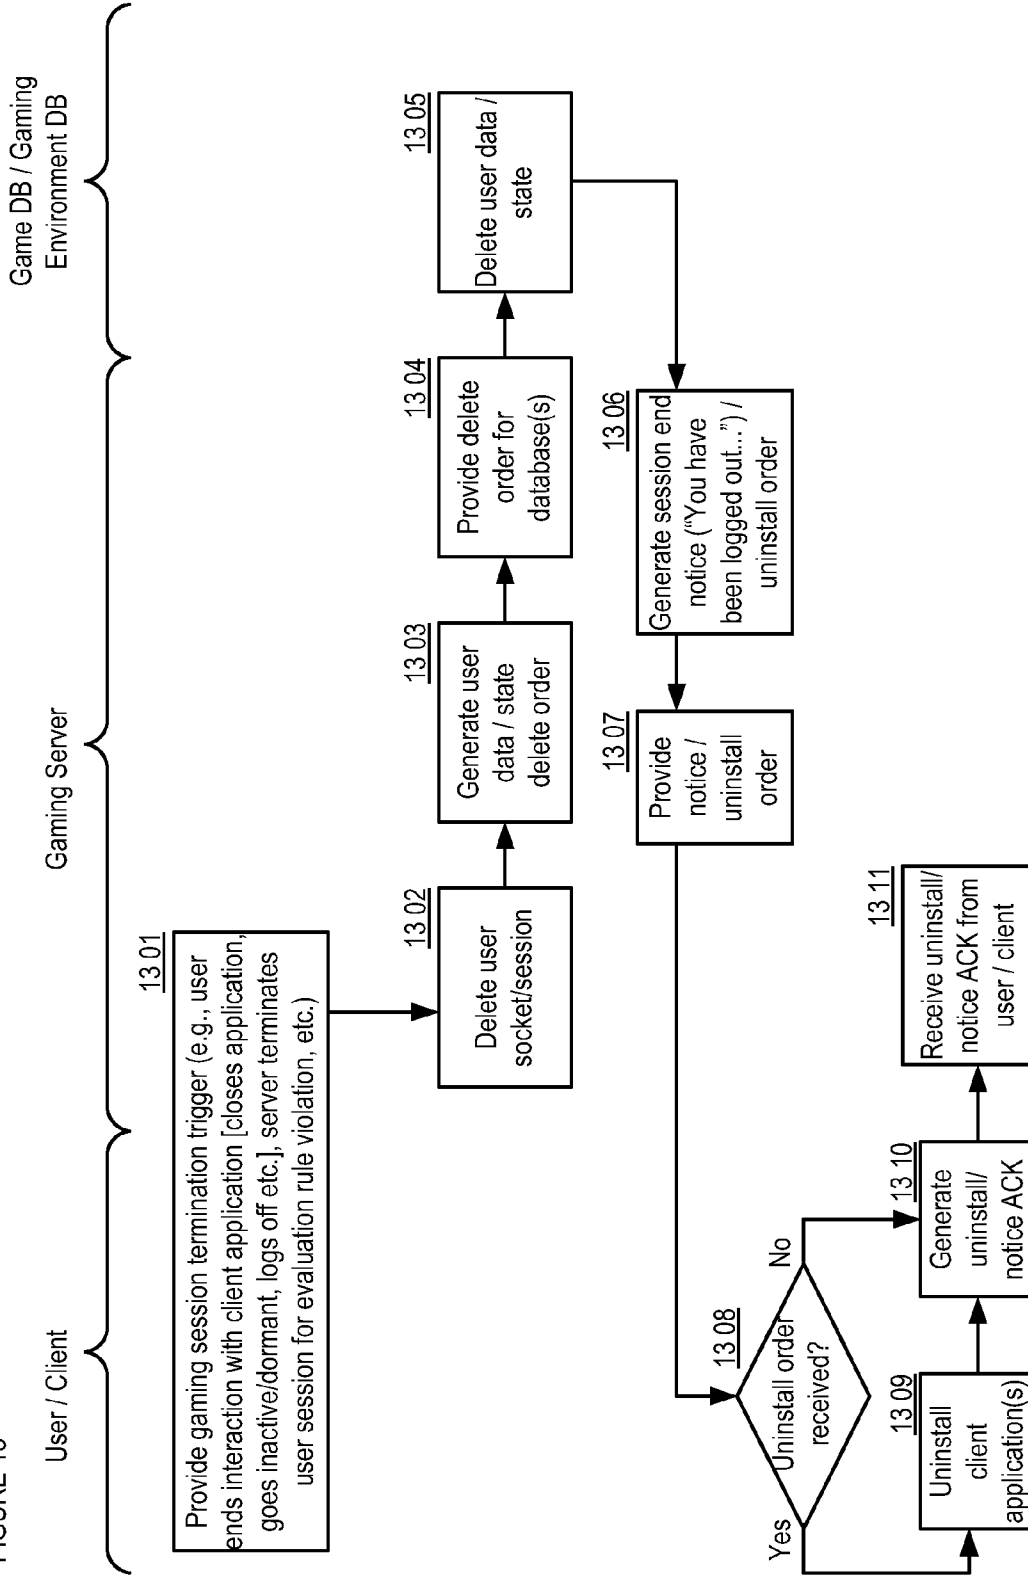 User / Client
Gaming Server
Game DB / Gaming
Environment DB
13 01
Provide gaming session termination trigger (e.g., user
ends interaction with client application [closes application,
goes inactive/dormant, logs off etc.], server terminates
user session for evaluation rule violation, etc.)
13 02
Delete user
socket/session
13 03
Generate user
data / state
delete order
13 04
Provide delete
order for
database(s)
13 05
Delete user data /
state
13 06
Generate session end
notice (“You have
been logged out...”) /
uninstall order
13 07
Provide
notice /
uninstall
order
13 08
Uninstall order
received?
Yes
No
13 09
Uninstall
client
application(s)
13 10
Generate
uninstall/
notice ACK
13 11
Receive uninstall/
notice ACK from
user / client